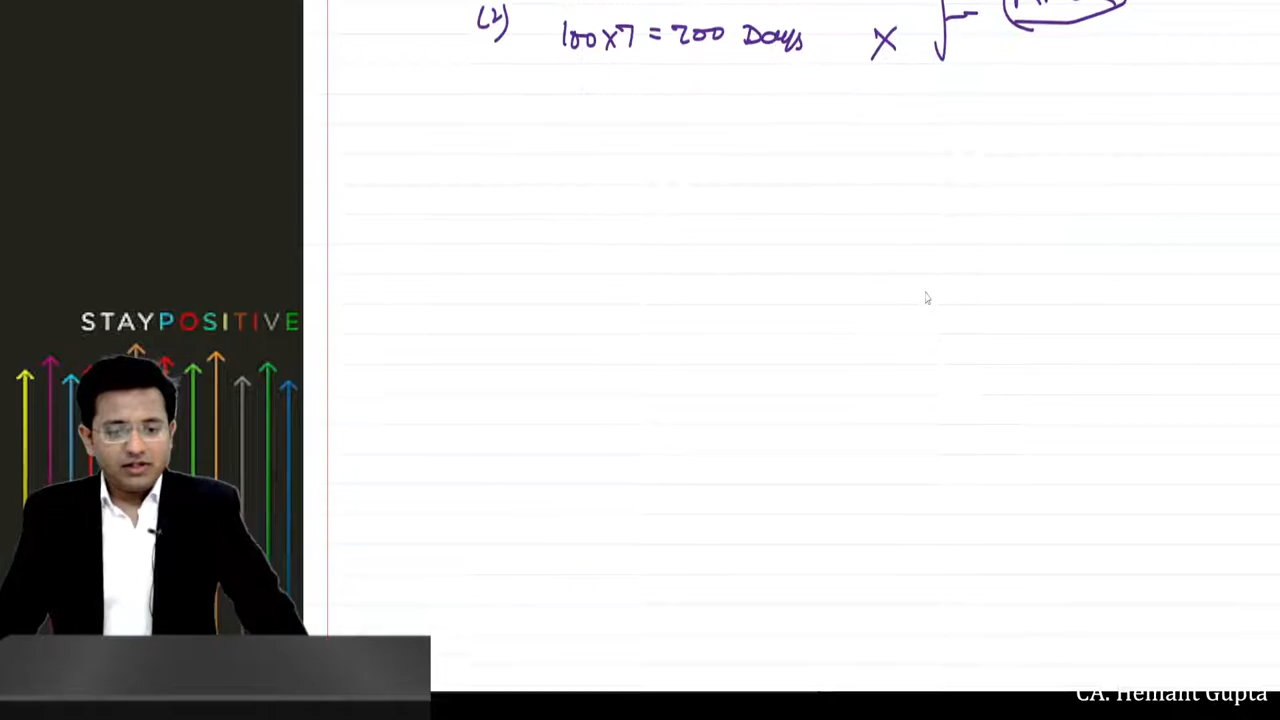 (2) 100x7 = 700 Days X
STAYPOSITIVE
CA. Hemant Gupta